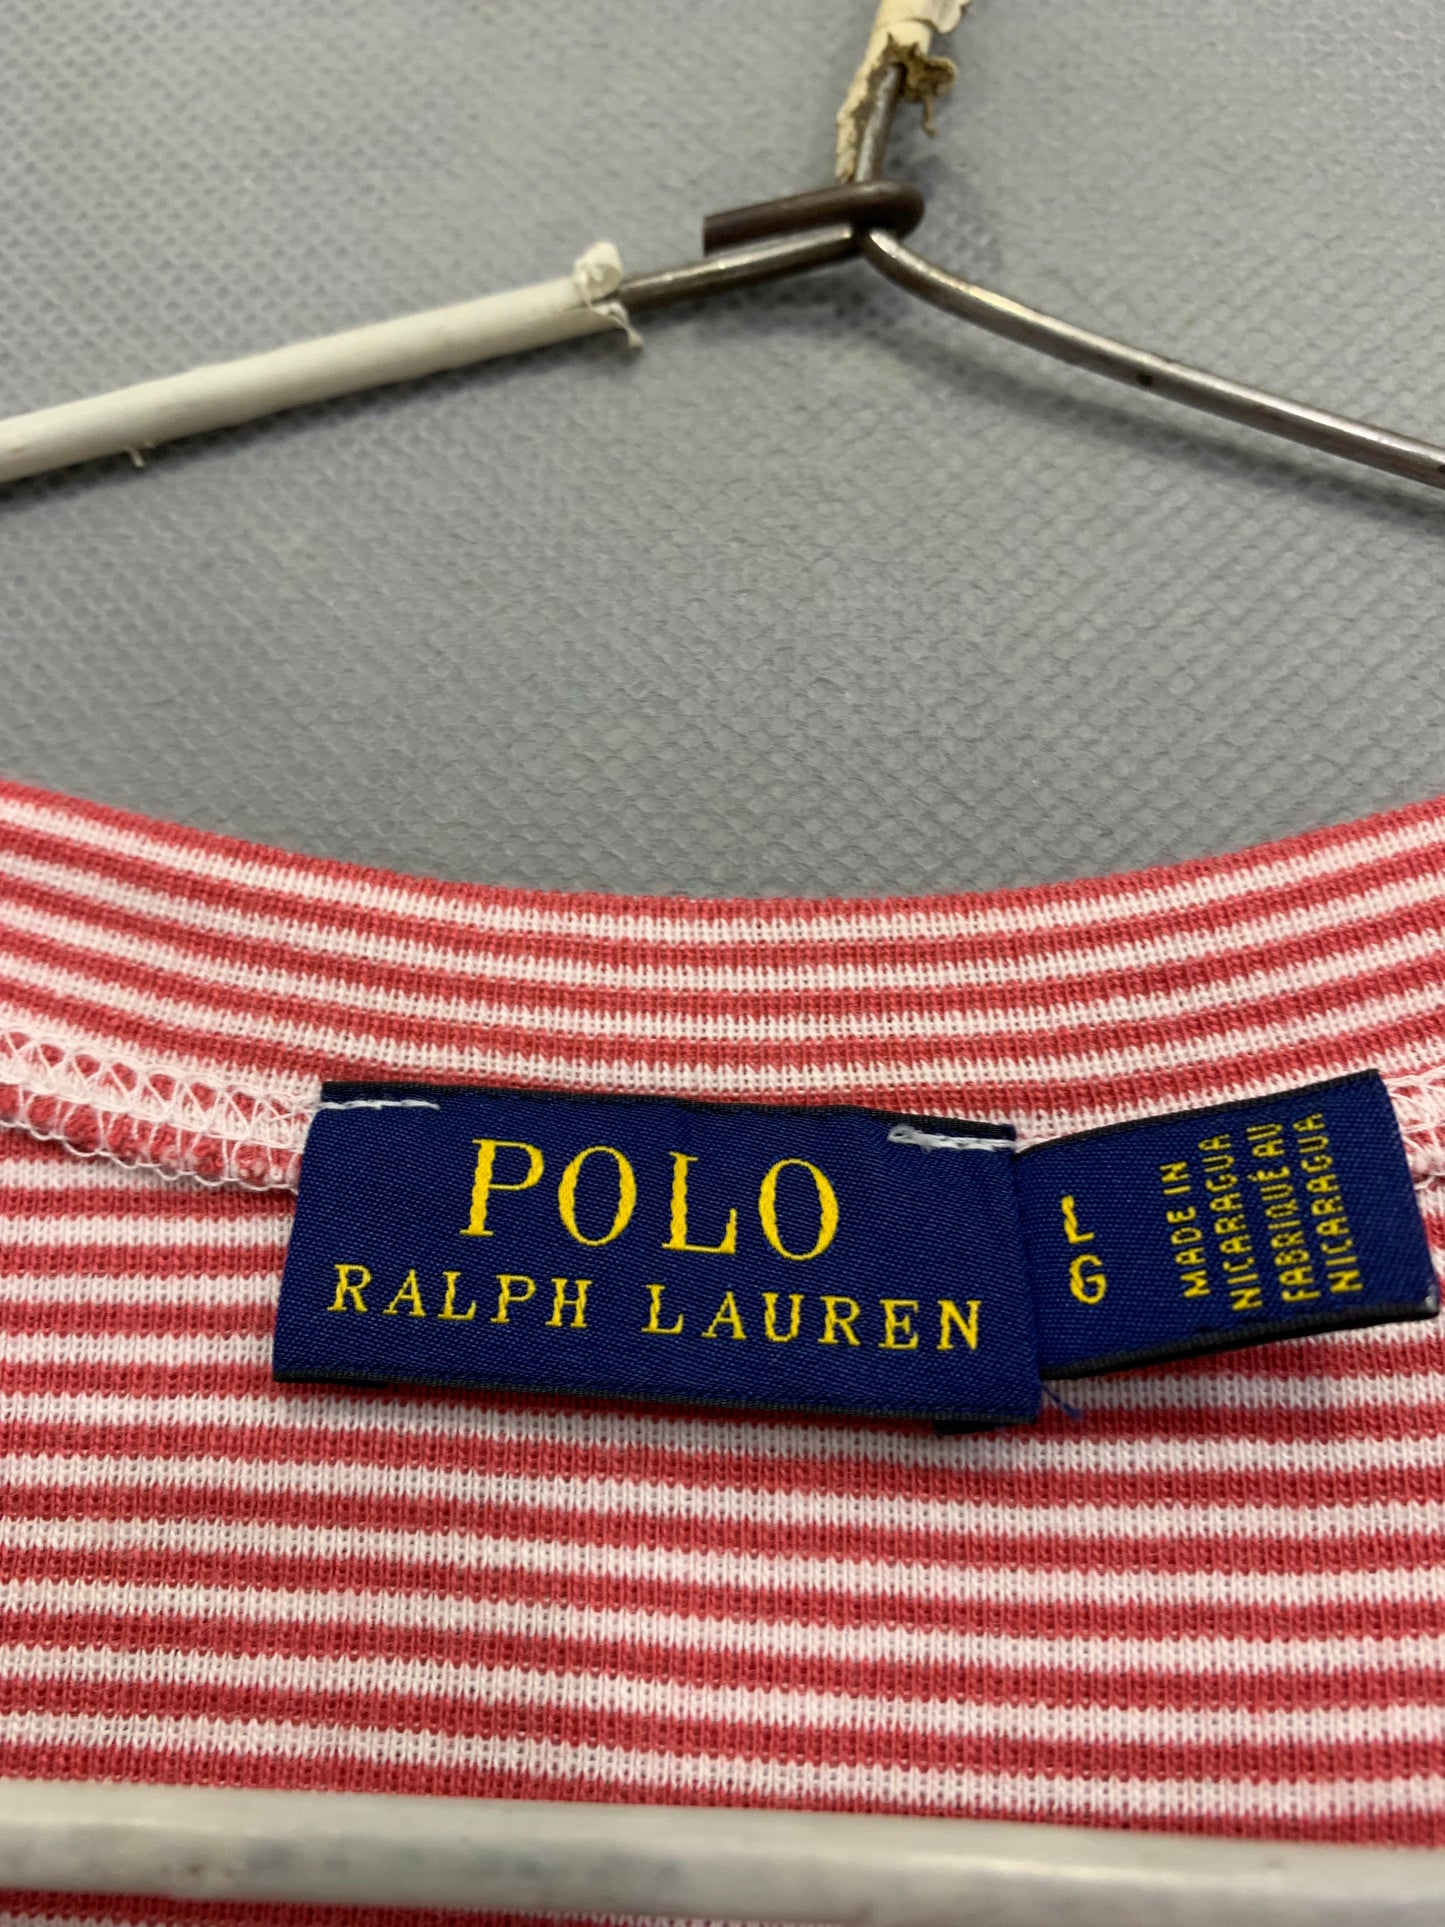 POLO
RALPH LAUREN
L
G
MADE IN
NICARAGUA
FABRIQUÉ AU
NICARAGUA